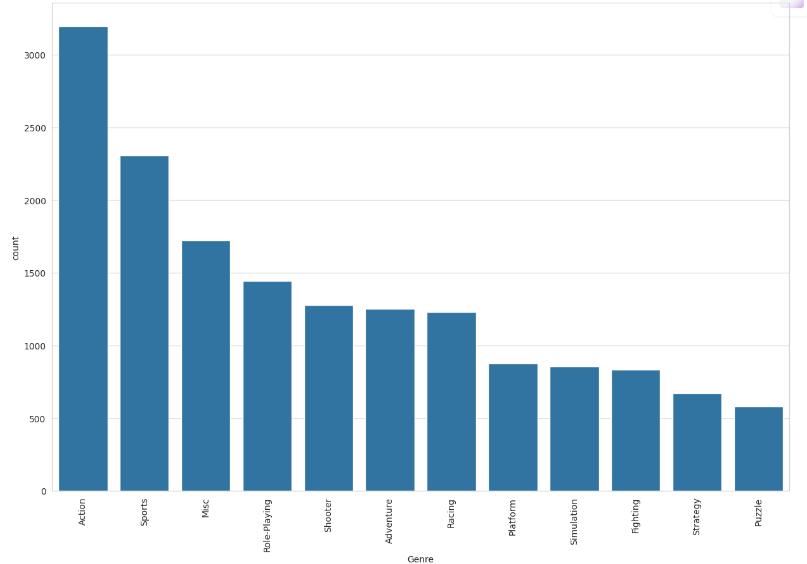 3000
2500
2000
1500
1000
500
0
count
Action
Sports
Misc
Role-Playing
Shooter
Adventure
Racing
Platform
Simulation
Fighting
Strategy
Puzzle
Genre